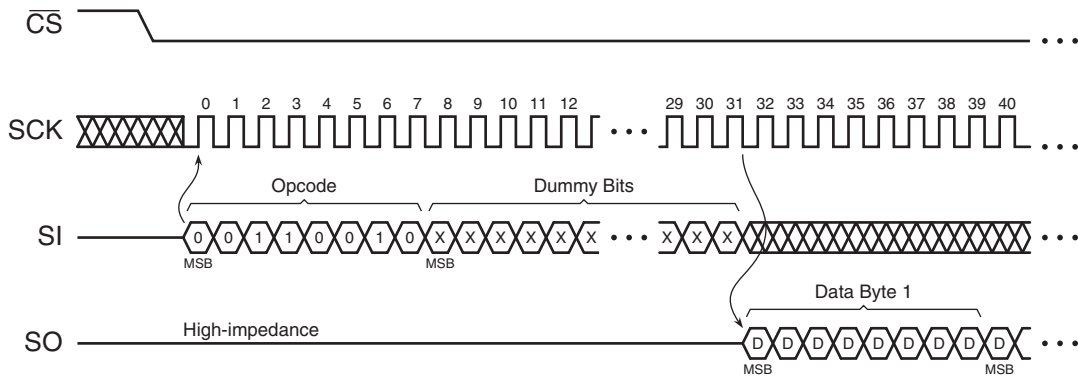 CS
SCK
0 1 2 3 4 5 6 7 8 9 10 11 12 29 30 31 32 33 34 35 36 37 38 39 40
Opcode Dummy Bits
SI
0 0 1 1 0 0 1 0 X X X X X X X X X
MSB MSB
Data Byte 1
High-impedance
SO
D D D D D D D D D
MSB MSB